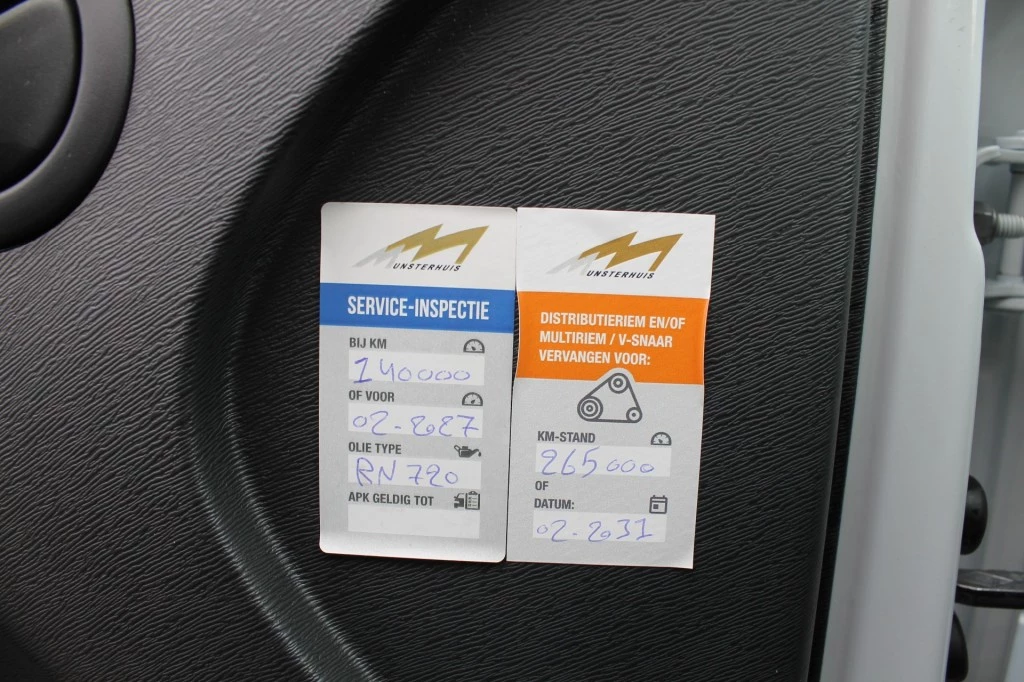 MUNSTERHUIS
SERVICE-INSPECTIE
BIJ KM
140000
OF VOOR
02-2027
OLIE TYPE
RN 720
APK GELDIG TOT
MUNSTERHUIS
DISTRIBUTIERIEM EN/OF
MULTIRIEM / V-SNAAR
VERVANGEN VOOR:
KM-STAND
265000
OF
DATUM:
02-2031